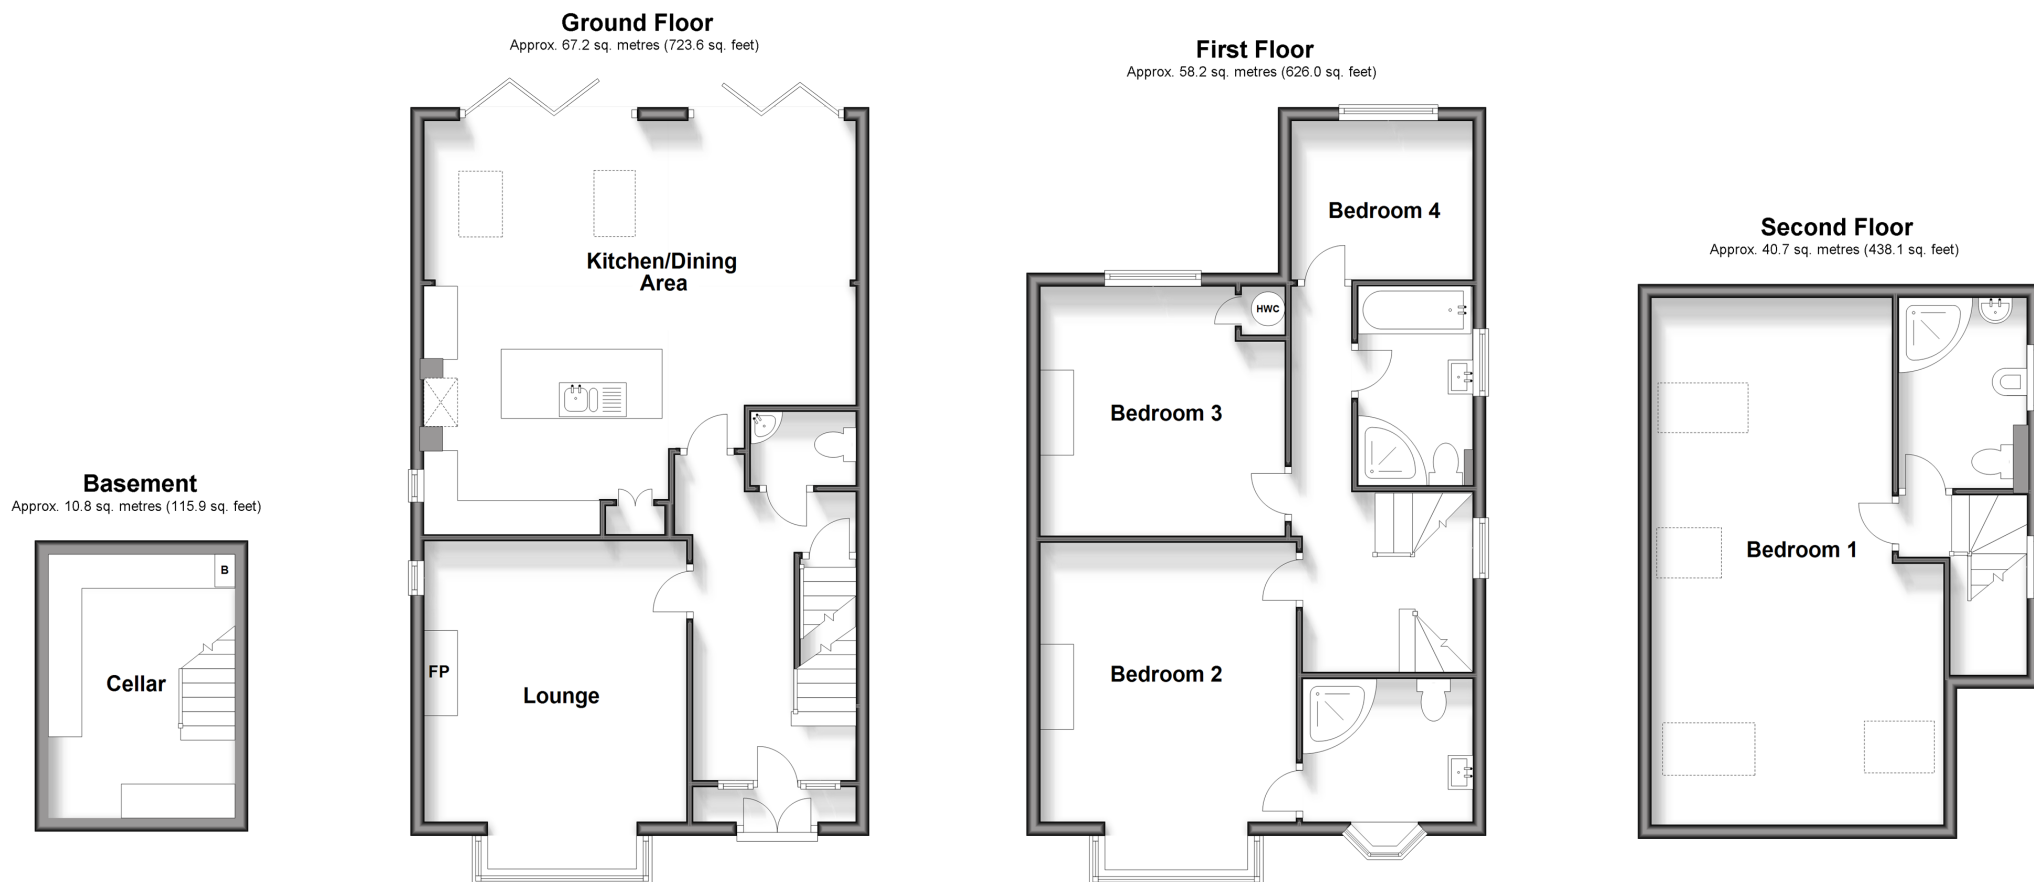 Ground Floor
Approx. 67.2 sq. metres (723.6 sq. feet)
Kitchen/Dining
Area
FP
Lounge
First Floor
Approx. 58.2 sq. metres (626.0 sq. feet)
Bedroom 4
HWC
Bedroom 3
Bedroom 2
Second Floor
Approx. 40.7 sq. metres (438.1 sq. feet)
Bedroom 1
Basement
Approx. 10.8 sq. metres (115.9 sq. feet)
B
Cellar